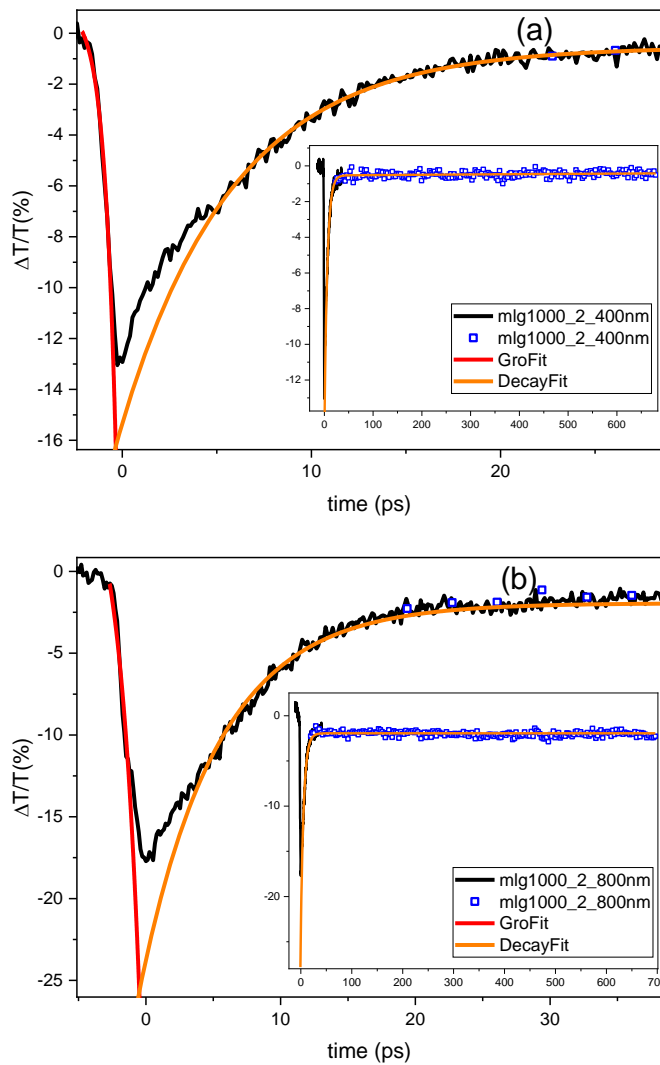 (a)
0
-2
-4
-6
-8
-10
-12
-14
-16
ΔT/T(%)
0 10 20
time (ps)
0
-2
-4
-6
-8
-10
-12
0 100 200 300 400 500 600
mlg1000_2_400nm
mlg1000_2_400nm
GroFit
DecayFit
(b)
0
-5
-10
-15
-20
-25
ΔT/T(%)
0 10 20 30
time (ps)
0
-10
-20
0 100 200 300 400 500 600 70
mlg1000_2_800nm
mlg1000_2_800nm
GroFit
DecayFit